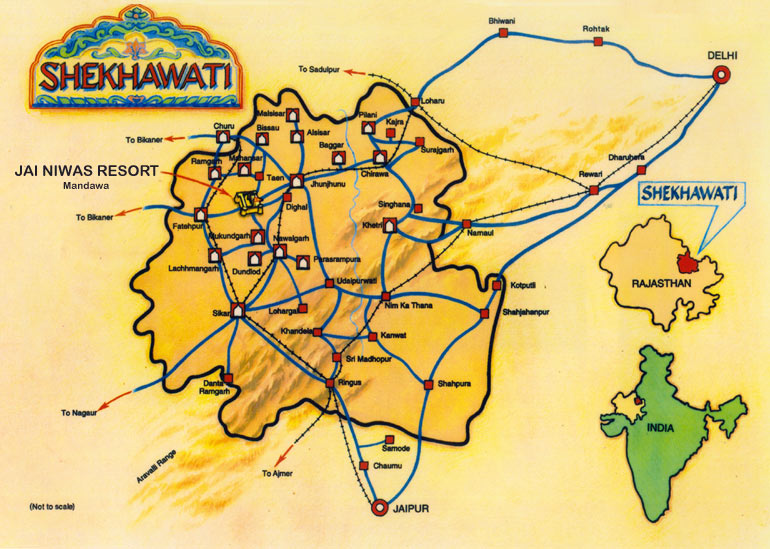 SHEKHAWATI
Bhiwani
Rohtak
DELHI
To Sadulpur
Loharu
Malsisar
Pilani
Kajra
Churu
Bissau
Alsisar
Surajgarh
To Bikaner
Baggar
Chirawa
Dharuhera
JAI NIWAS RESORT
Mandawa
Ramgarh
Mahansar
Taen
Jhunjhunu
Rewari
SHEKHAWATI
Dighal
Singhana
To Bikaner
Fatehpur
Khetri
Narnaul
Mukundgarh
Nawalgarh
Parasrampura
Lachhmangarh
Dundlod
Udaipurwati
Kotputli
RAJASTHAN
Sikar
Lohargal
Nim Ka Thana
Shahjahanpur
Khandela
Kanwat
Sri Madhopur
Danta
Ramgarh
Ringus
Shahpura
To Nagaur
INDIA
Samode
Aravalli Range
To Ajmer
Chaumu
(Not to scale)
JAIPUR